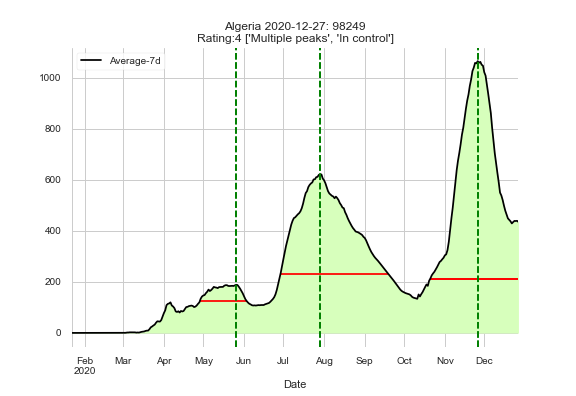 Algeria 2020-12-27: 98249
Rating:4 ['Multiple peaks', 'In control']
Average-7d
1000
800
600
400
200
0
Feb Mar Apr May Jun Jul Aug Sep Oct Nov Dec
2020
Date